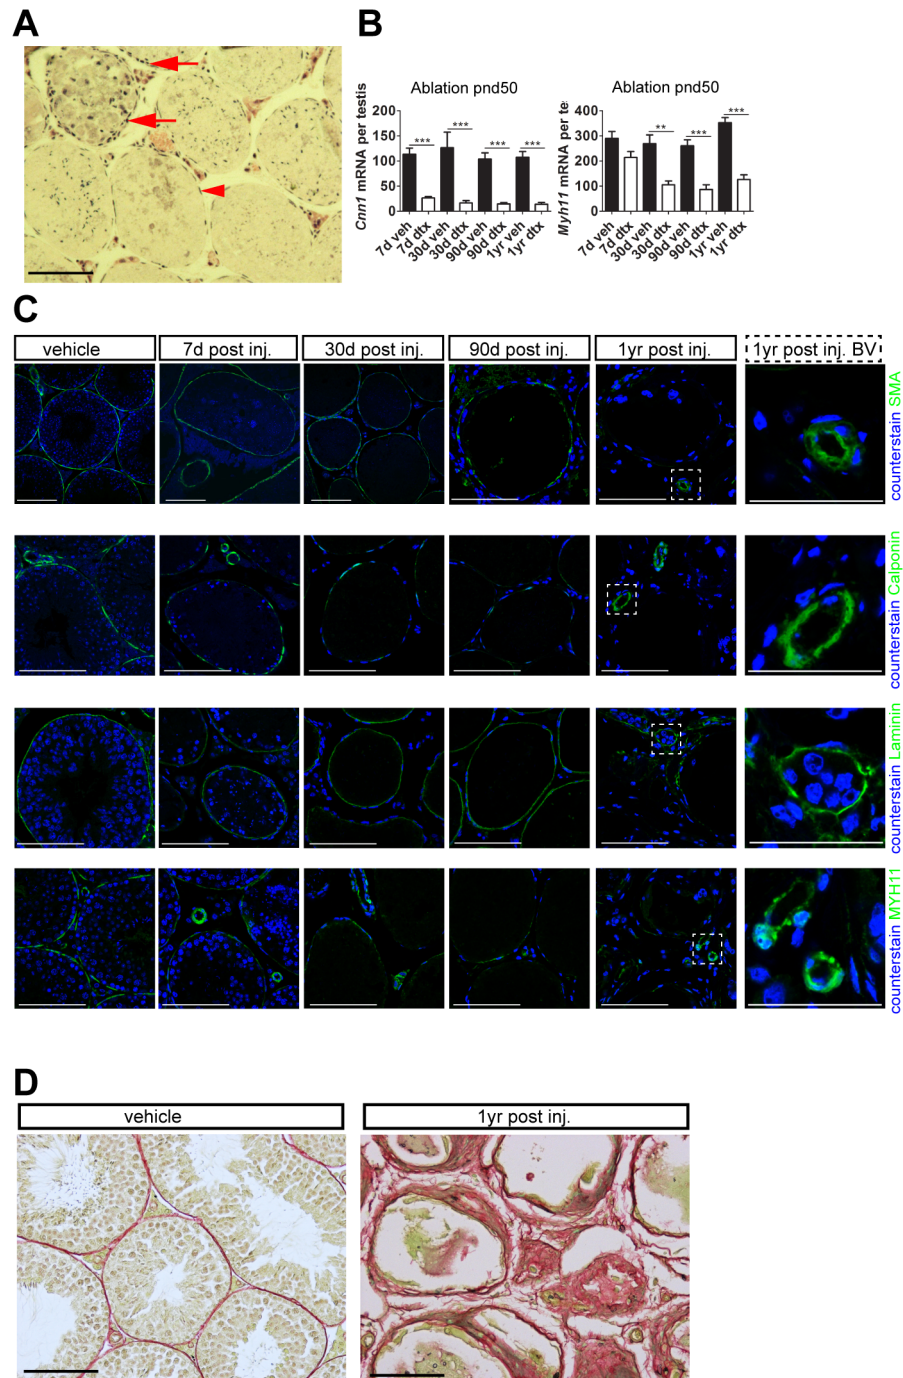 A
B
Ablation pnd50
Cnn1 mRNA per testis
200
150
100
50
0
***
***
***
***
7d veh
7d dtx
30d veh
30d dtx
90d veh
90d dtx
1yr veh
1yr dtx
Ablation pnd50
Myh11 mRNA per te
400
300
200
100
0
**
***
***
7d veh
7d dtx
30d veh
30d dtx
90d veh
90d dtx
1yr veh
1yr dtx
C
vehicle
7d post inj.
30d post inj.
90d post inj.
1yr post inj.
1yr post inj. BV
counterstain SMA
counterstain Calponin
counterstain Laminin
counterstain MYH11
D
vehicle
1yr post inj.